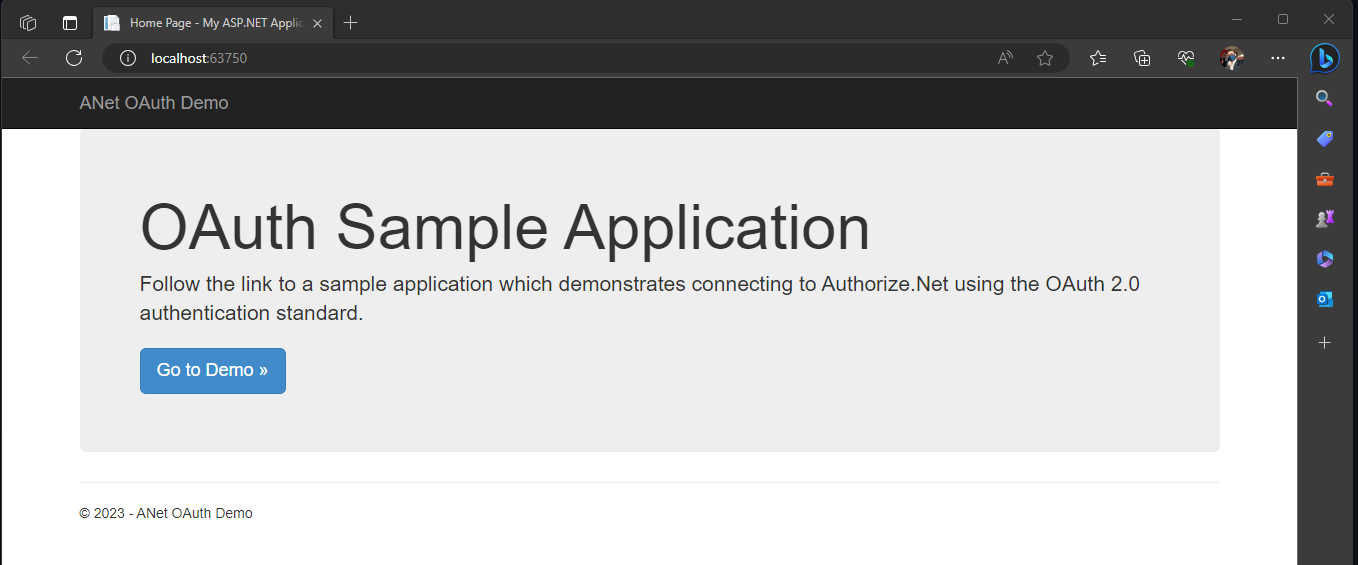 Home Page - My ASP.NET Applic
localhost:63750
ANet OAuth Demo
OAuth Sample Application
Follow the link to a sample application which demonstrates connecting to Authorize.Net using the OAuth 2.0
authentication standard.
Go to Demo »
© 2023 - ANet OAuth Demo